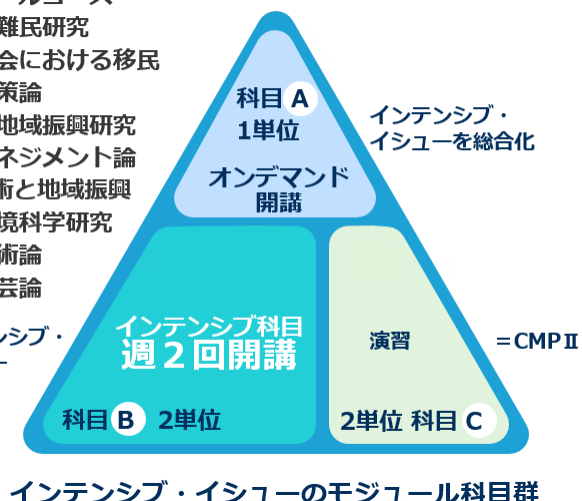 難民研究
会における移民
策論
地域振興研究
ネジメント論
術と地域振興
境科学研究
術論
芸論
ンシブ・
科目 A
1単位
オンデマンド
開講
インテンシブ・
イシューを総合化
インテンシブ科目
週２回開講
科目 B 2単位
演習
2単位 科目 C
=CMPⅡ
インテンシブ・イシューのモジュール科目群